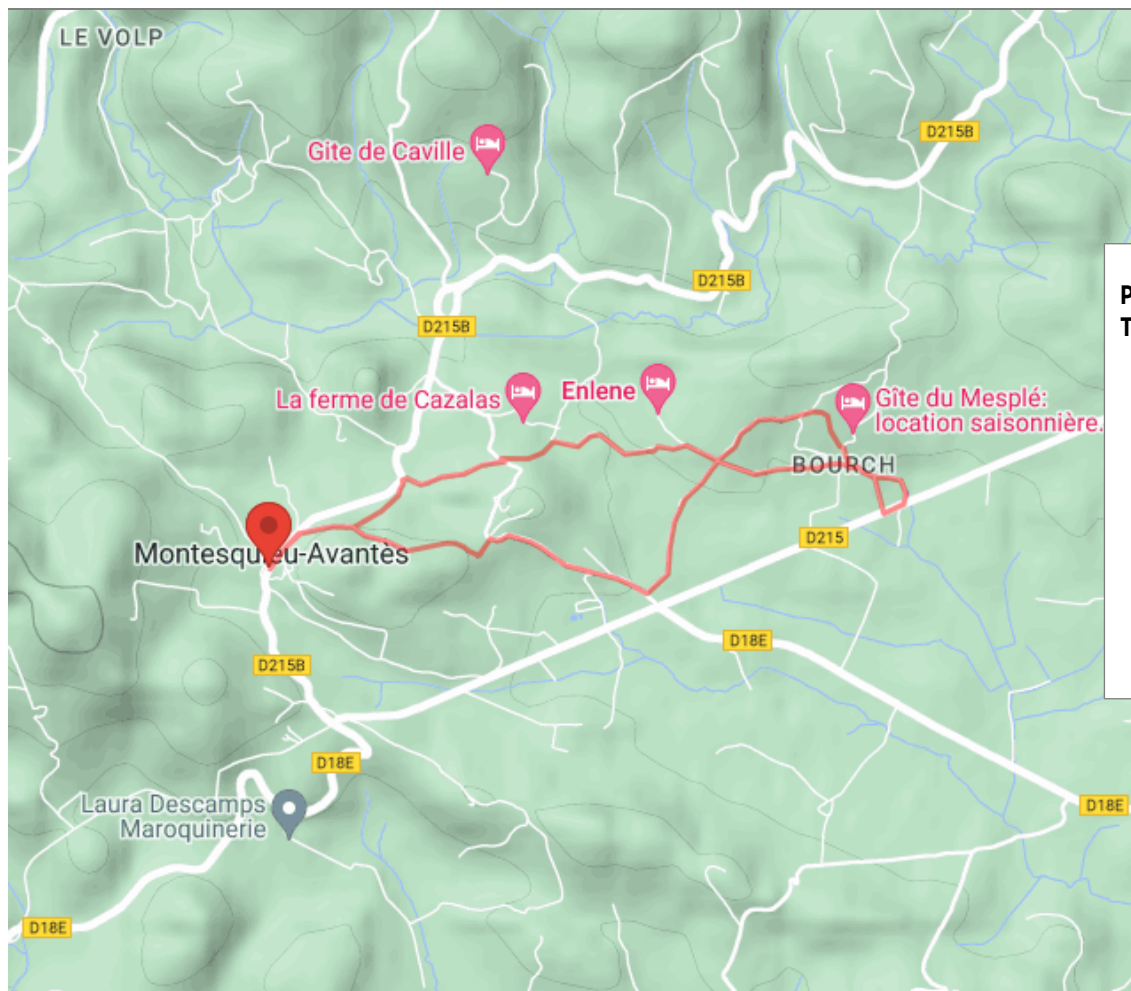 LE VOLP
D215B
Gite de Caville
D215B
D215B
La ferme de Cazalas
Enlene
Gîte du Mesplé:
location saisonnière.
BOURCH
D215
Montesquieu-Avantès
D18E
D215B
D18E
Laura Descamps
Maroquinerie
D18E
D18E
P
T